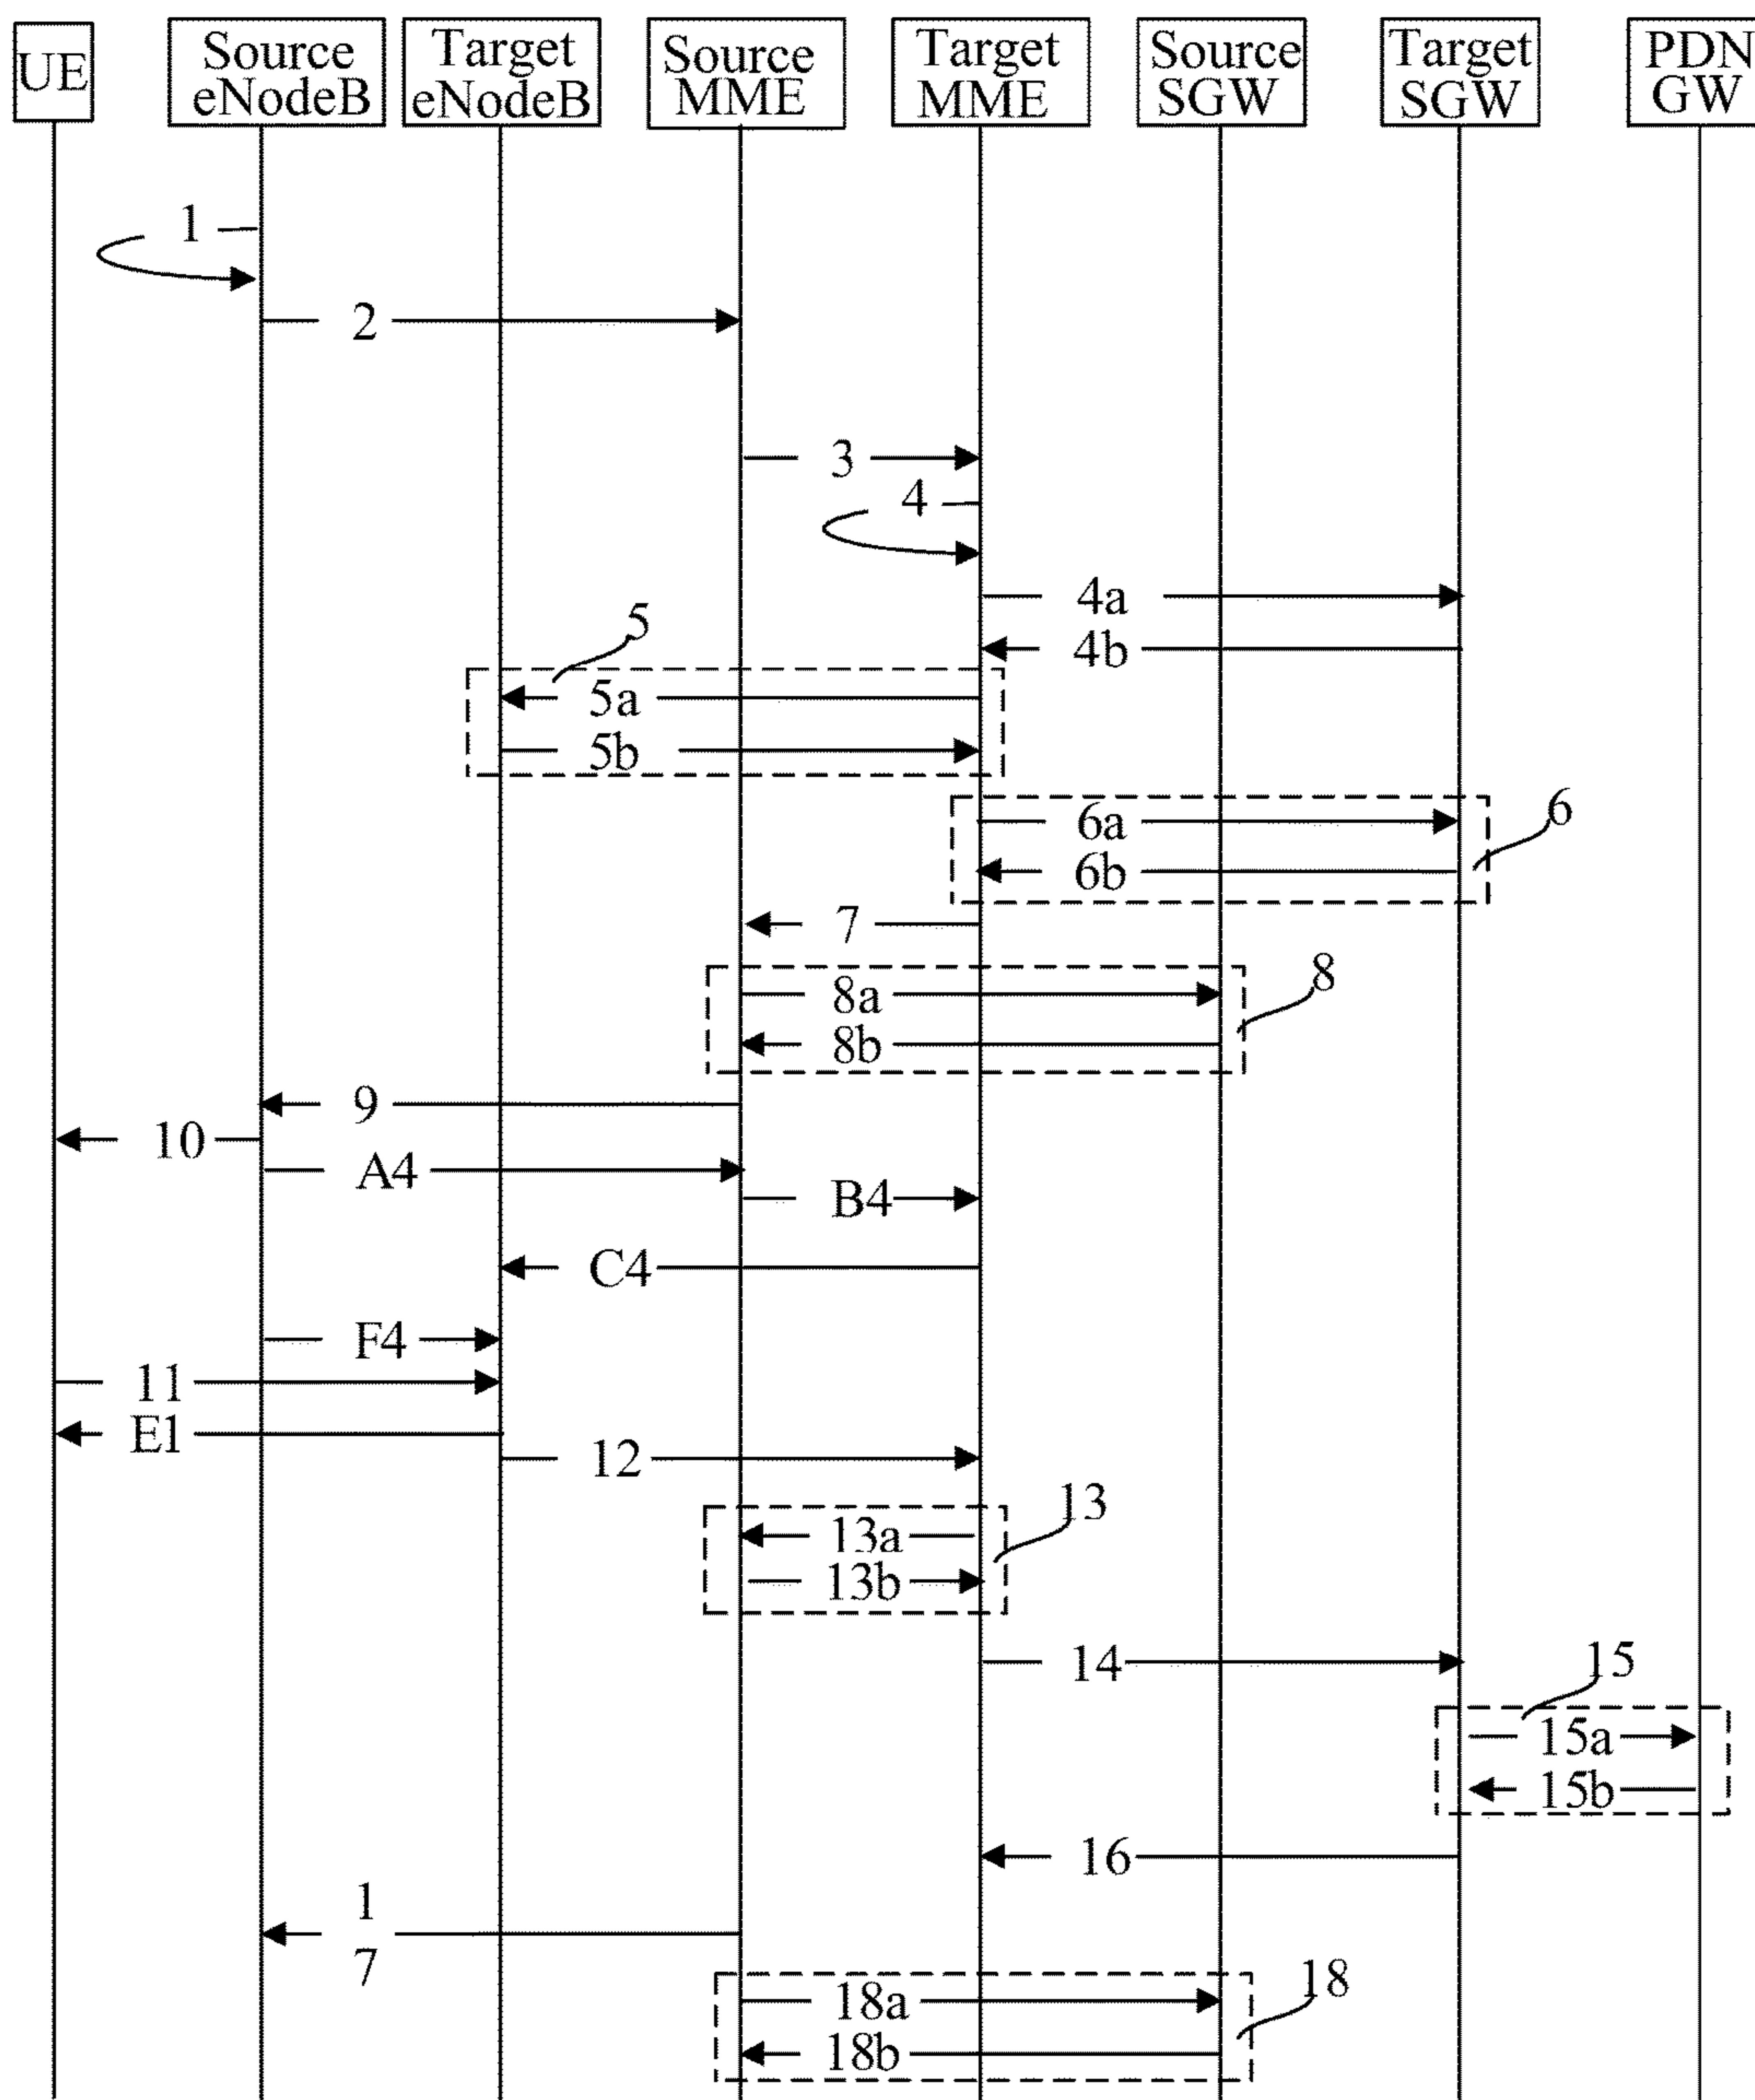 UE
Source
eNodeB
Target
eNodeB
Source
MME
Target
MME
Source
SGW
Target
SGW
PDN
GW
1
2
3
4
4a
4b
5
5a
5b
6a
6
6b
7
8
8a
8b
9
10
A4
B4
C4
F4
11
E1
12
13
13a
13b
14
15
15a
15b
16
1
7
18
18a
18b